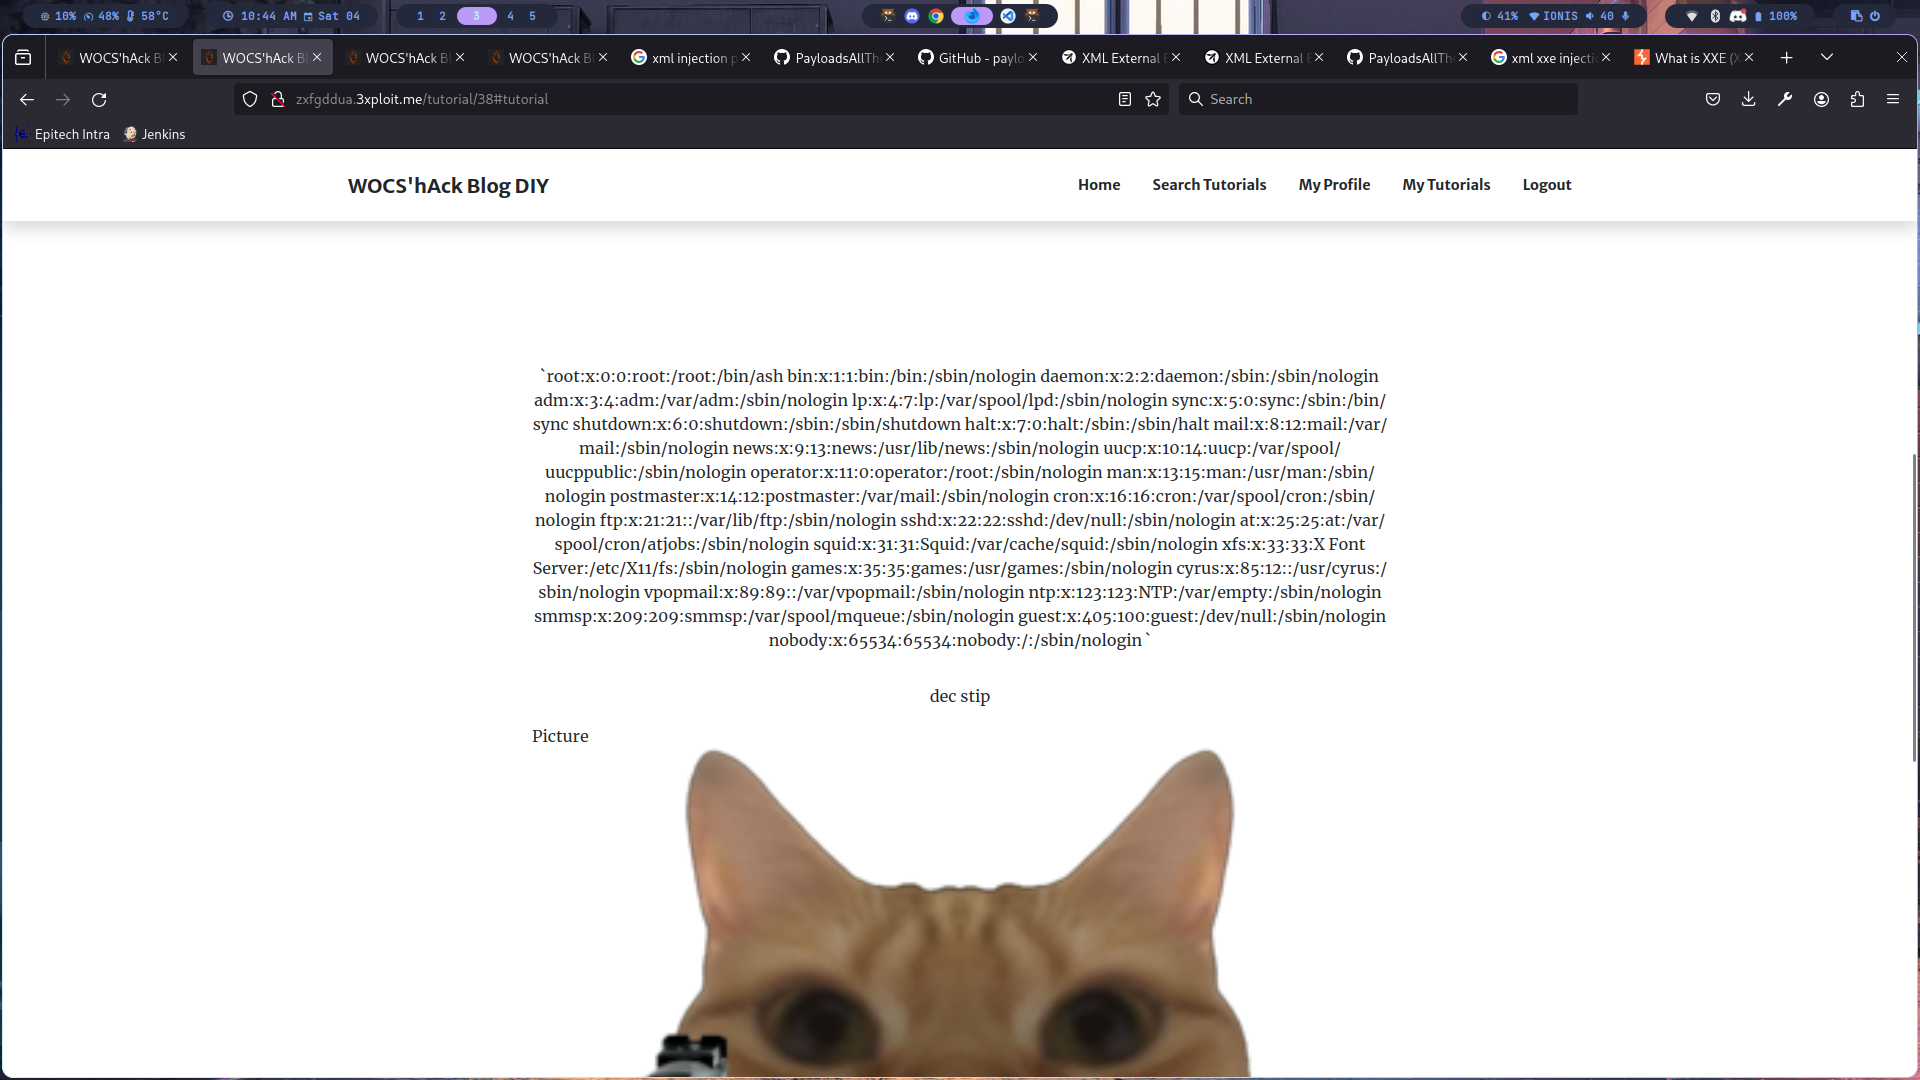 10% 48% 58°C 10:44 AM Sat 04 1 2 3 4 5 41% IONIS 40 100%
WOCS'hAck B WOCS'hAck B WOCS'hAck B WOCS'hAck B xml injection p PayloadsAllTh GitHub - paylo XML External XML External PayloadsAllTh xml xxe injecti What is XXE (X
zxfgddua.3xploit.me/tutorial/38#tutorial Search
Epitech Intra Jenkins
WOCS'hAck Blog DIY Home Search Tutorials My Profile My Tutorials Logout
`root:x:0:0:root:/root:/bin/ash bin:x:1:1:bin:/bin:/sbin/nologin daemon:x:2:2:daemon:/sbin:/sbin/nologin
adm:x:3:4:adm:/var/adm:/sbin/nologin lp:x:4:7:lp:/var/spool/lpd:/sbin/nologin sync:x:5:0:sync:/sbin:/bin/
sync shutdown:x:6:0:shutdown:/sbin:/sbin/shutdown halt:x:7:0:halt:/sbin:/sbin/halt mail:x:8:12:mail:/var/
mail:/sbin/nologin news:x:9:13:news:/usr/lib/news:/sbin/nologin uucp:x:10:14:uucp:/var/spool/
uucppublic:/sbin/nologin operator:x:11:0:operator:/root:/sbin/nologin man:x:13:15:man:/usr/man:/sbin/
nologin postmaster:x:14:12:postmaster:/var/mail:/sbin/nologin cron:x:16:16:cron:/var/spool/cron:/sbin/
nologin ftp:x:21:21::/var/lib/ftp:/sbin/nologin sshd:x:22:22:sshd:/dev/null:/sbin/nologin at:x:25:25:at:/var/
spool/cron/atjobs:/sbin/nologin squid:x:31:31:Squid:/var/cache/squid:/sbin/nologin xfs:x:33:33:X Font
Server:/etc/X11/fs:/sbin/nologin games:x:35:35:games:/usr/games:/sbin/nologin cyrus:x:85:12::/usr/cyrus:/
sbin/nologin vpopmail:x:89:89::/var/vpopmail:/sbin/nologin ntp:x:123:123:NTP:/var/empty:/sbin/nologin
smmsp:x:209:209:smmsp:/var/spool/mqueue:/sbin/nologin guest:x:405:100:guest:/dev/null:/sbin/nologin
nobody:x:65534:65534:nobody:/:/sbin/nologin`
dec stip
Picture